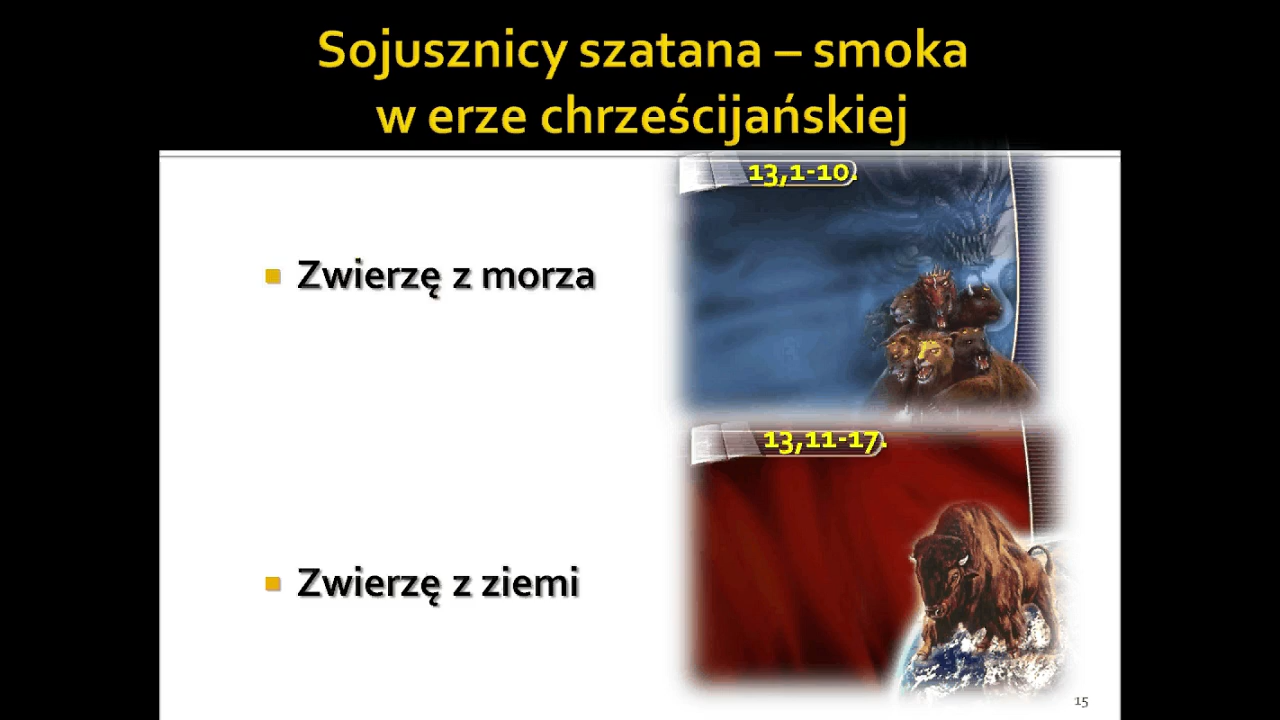 Sojusznicy szatana – smoka
w erze chrześcijańskiej
13,1-10.
Zwierzę z morza
13,11-17.
Zwierzę z ziemi
15